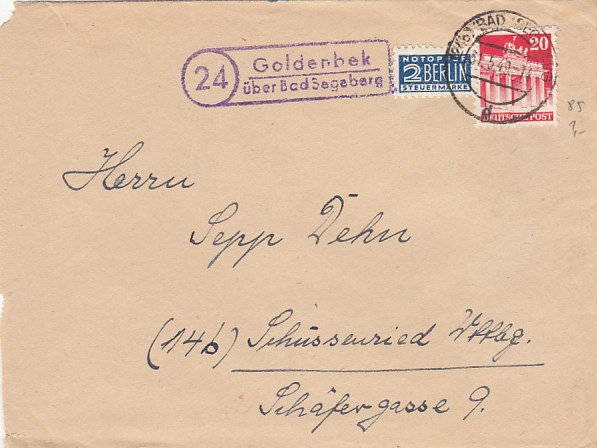 24
Goldenbek
über Bad Segeberg
NOTOPFER
2 BERLIN
STEUERMARKE
BAD
20
DEUTSCHE POST
d
85
Herrn
Sepp Dehn
(14b) Schussenried Wttbg.
Schäfergasse 9.